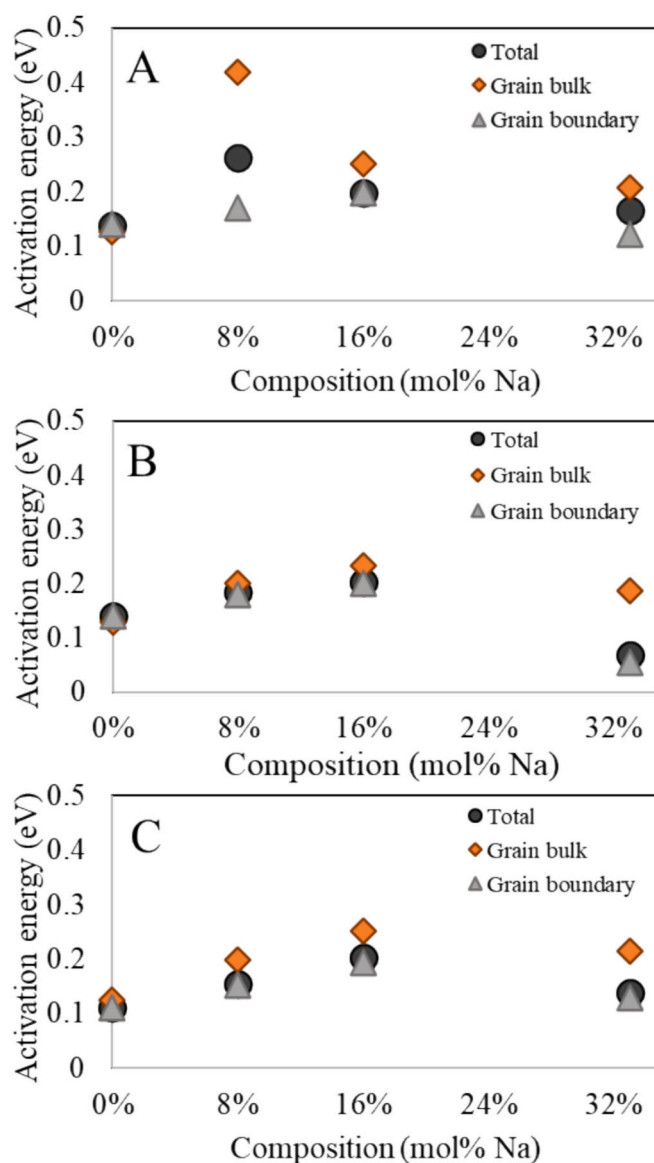 A
Activation energy (eV)
0.5
0.4
0.3
0.2
0.1
0
Total
Grain bulk
Grain boundary
0% 8% 16% 24% 32%
Composition (mol% Na)
B
Activation energy (eV)
0.5
0.4
0.3
0.2
0.1
0
Total
Grain bulk
Grain boundary
0% 8% 16% 24% 32%
Composition (mol% Na)
C
Activation energy (eV)
0.5
0.4
0.3
0.2
0.1
0
Total
Grain bulk
Grain boundary
0% 8% 16% 24% 32%
Composition (mol% Na)